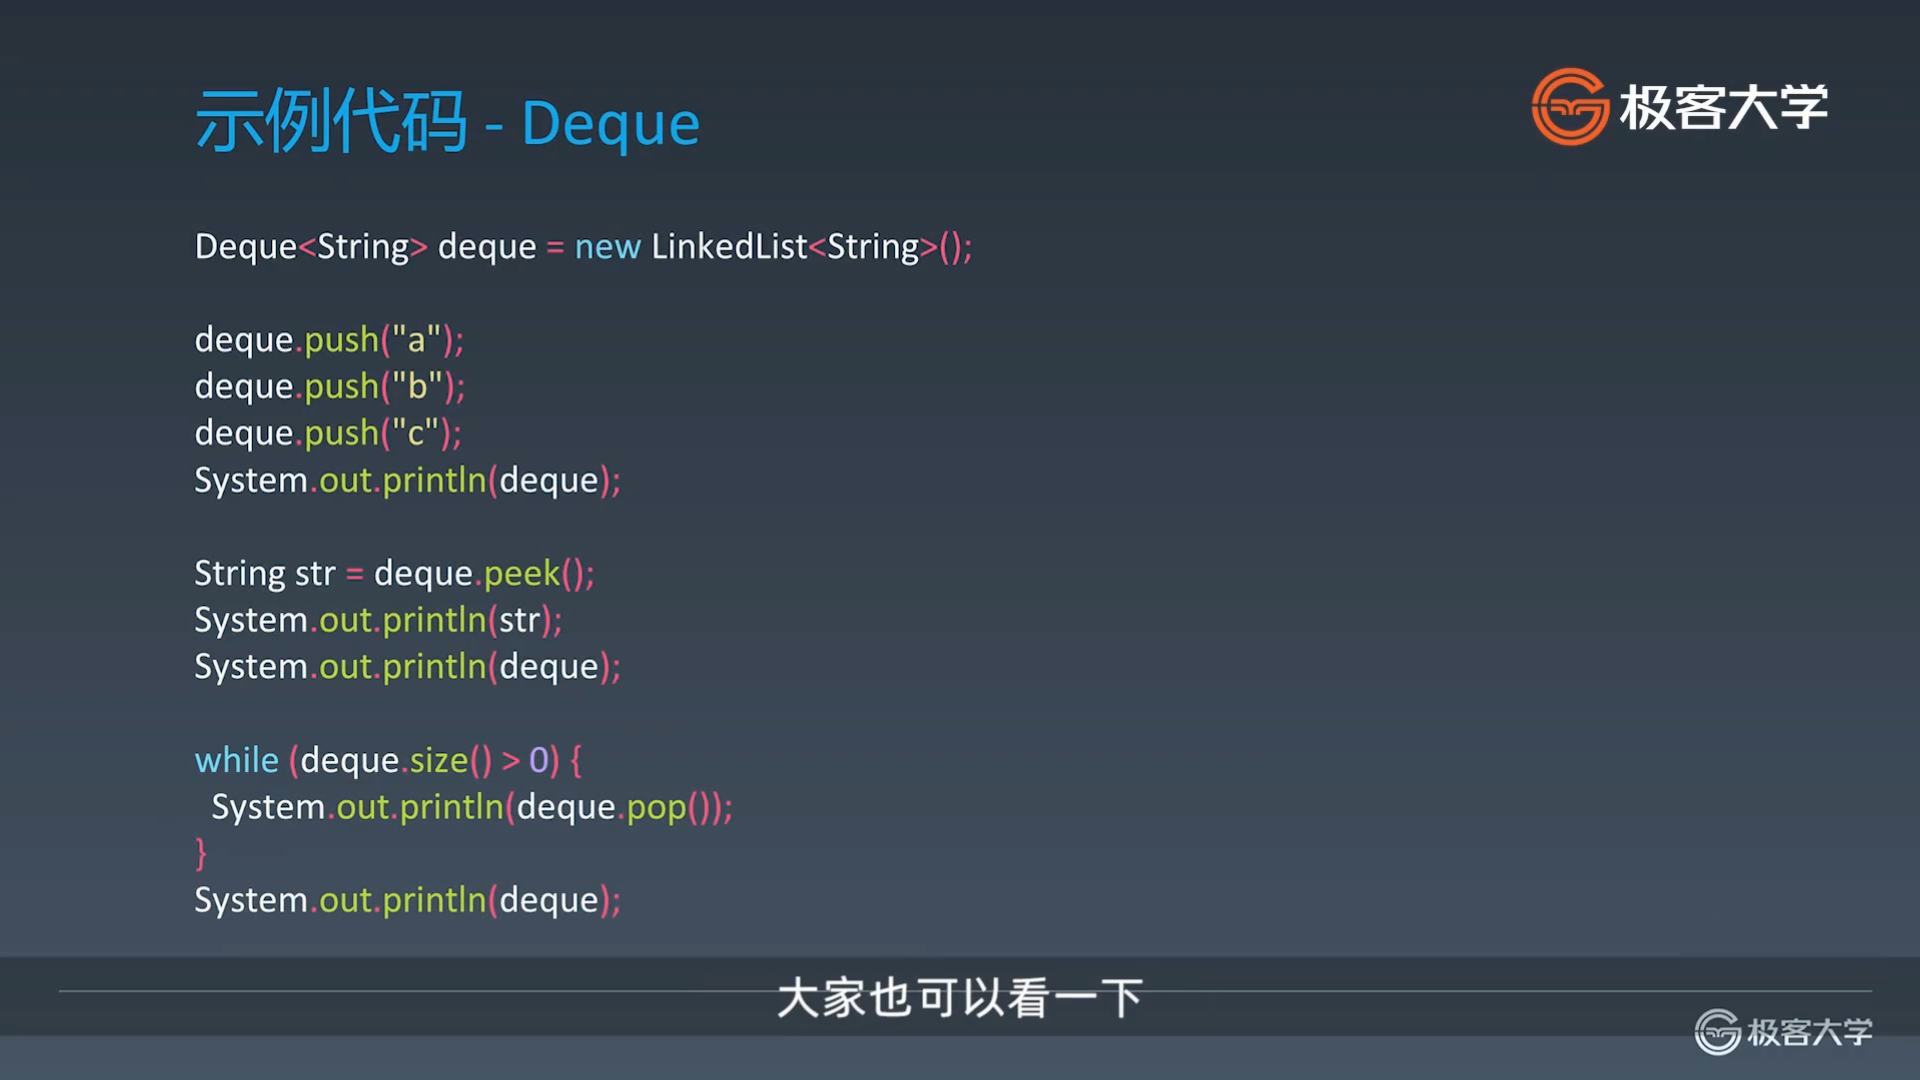 示例代码 - Deque
极客大学
Deque<String> deque = new LinkedList<String>();
deque.push("a");
deque.push("b");
deque.push("c");
System.out.println(deque);
String str = deque.peek();
System.out.println(str);
System.out.println(deque);
while (deque.size() > 0) {
  System.out.println(deque.pop());
}
System.out.println(deque);
大家也可以看一下
极客大学